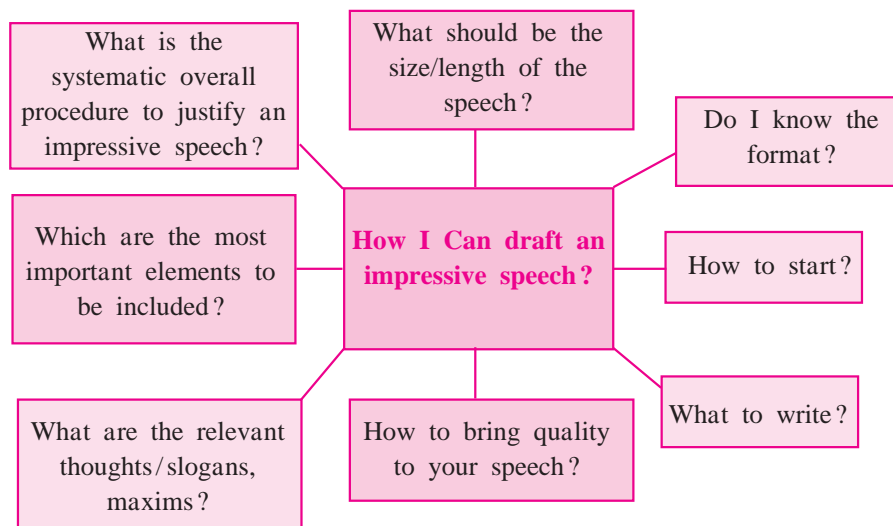 What is the
systematic overall
procedure to justify an
impressive speech?
What should be the
size/length of the
speech?
Do I know the
format?
Which are the most
important elements to
be included?
How I Can draft an
impressive speech?
How to start?
What are the relevant
thoughts/slogans,
maxims?
How to bring quality
to your speech?
What to write?